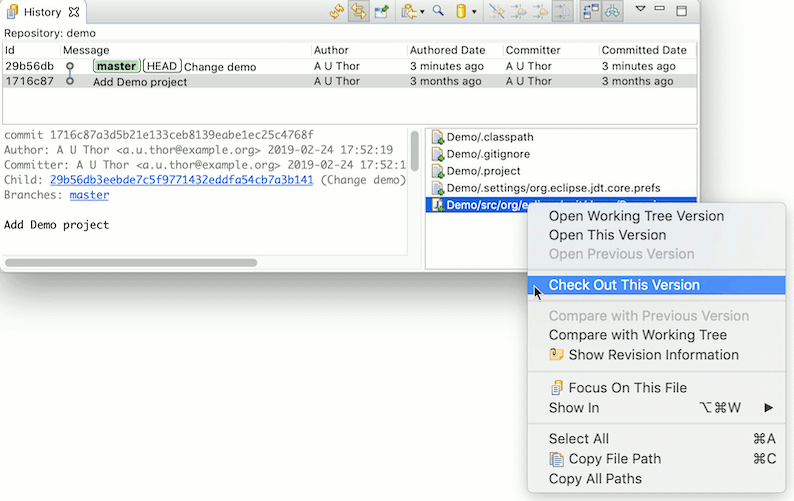 History
Repository: demo
Id Message Author Authored Date Committer Committed Date
29b56db master HEAD Change demo A U Thor 3 minutes ago A U Thor 3 minutes ago
1716c87 Add Demo project A U Thor 3 months ago A U Thor 3 months ago
commit 1716c87a3d5b21e133ceb8139eabe1ec25c4768f
Author: A U Thor <a.u.thor@example.org> 2019-02-24 17:52:19
Committer: A U Thor <a.u.thor@example.org> 2019-02-24 17:52:1
Child: 29b56db3eebde7c5f9771432eddfa54cb7a3b141 (Change demo)
Branches: master
Add Demo project
Demo/.classpath
Demo/.gitignore
Demo/.project
Demo/.settings/org.eclipse.jdt.core.prefs
Demo/src/org/
Open Working Tree Version
Open This Version
Open Previous Version
Check Out This Version
Compare with Previous Version
Compare with Working Tree
Show Revision Information
Focus On This File
Show In ⌥⌘W ▶
Select All ⌘A
Copy File Path ⌘C
Copy All Paths